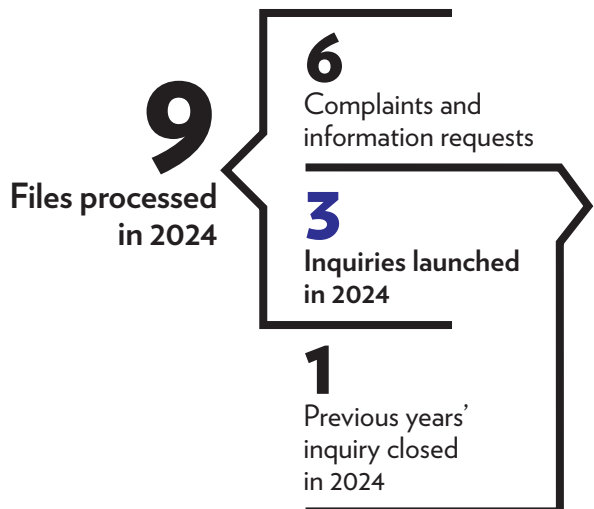 9
Files processed
in 2024
6
Complaints and
information requests
3
Inquiries launched
in 2024
1
Previous years’
inquiry closed
in 2024